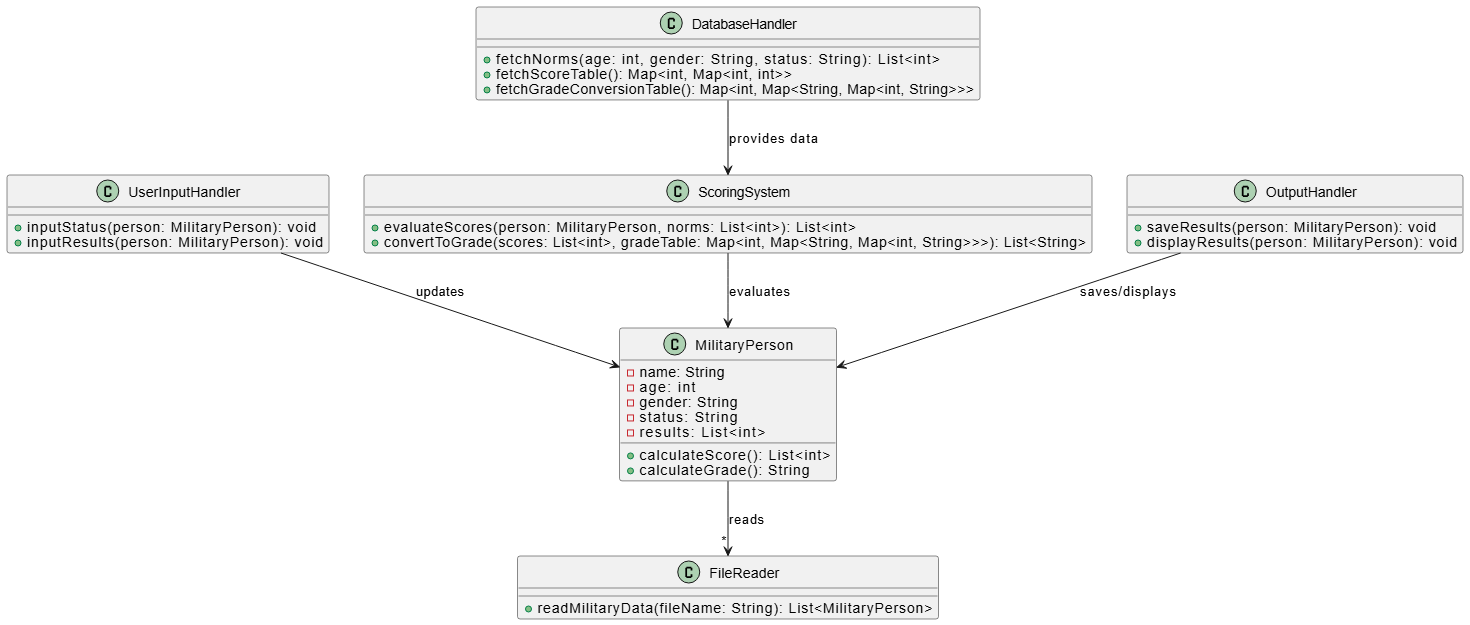 C DatabaseHandler
fetchNorms(age: int, gender: String, status: String): List<int>
fetchScoreTable(): Map<int, Map<int, int>>
fetchGradeConversionTable(): Map<int, Map<String, Map<int, String>>>
provides data
C UserInputHandler
inputStatus(person: MilitaryPerson): void
inputResults(person: MilitaryPerson): void
C ScoringSystem
evaluateScores(person: MilitaryPerson, norms: List<int>): List<int>
convertToGrade(scores: List<int>, gradeTable: Map<int, Map<String, Map<int, String>>>): List<String>
C OutputHandler
saveResults(person: MilitaryPerson): void
displayResults(person: MilitaryPerson): void
updates
evaluates
saves/displays
C MilitaryPerson
name: String
age: int
gender: String
status: String
results: List<int>
calculateScore(): List<int>
calculateGrade(): String
reads
*
C FileReader
readMilitaryData(fileName: String): List<MilitaryPerson>